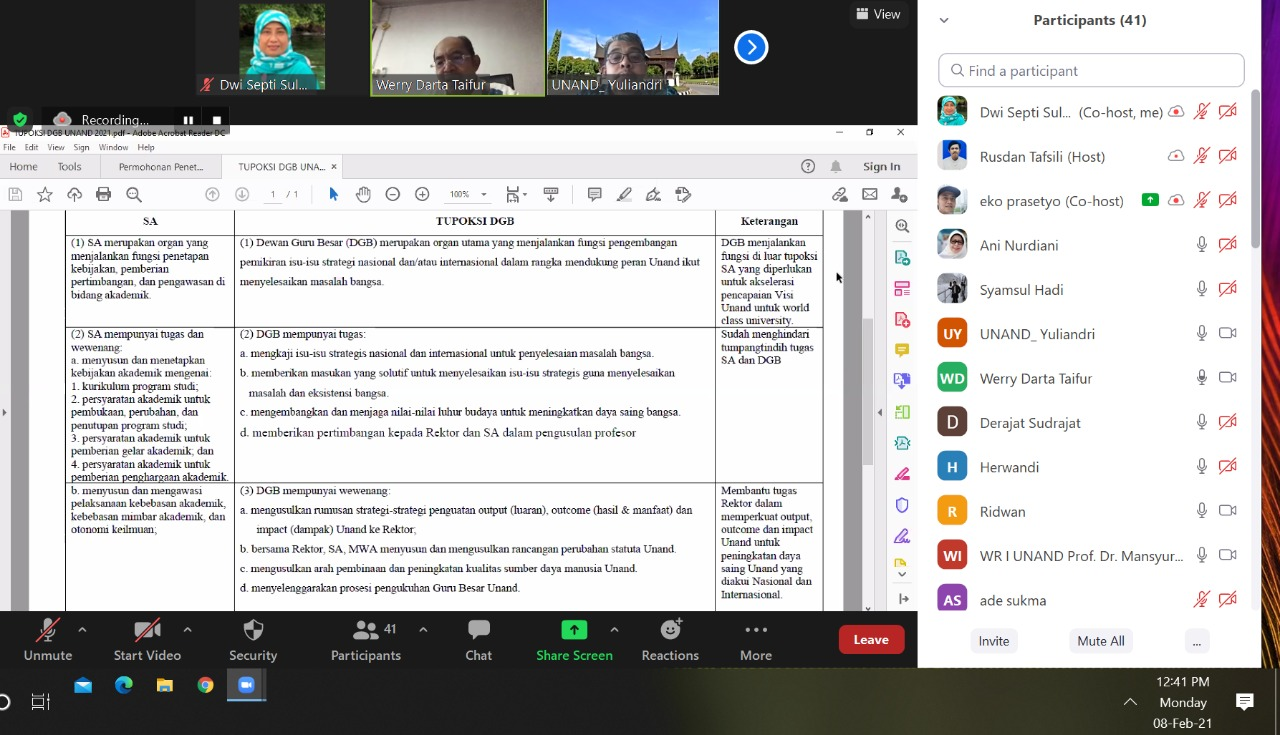 View
Dwi Septi Sul...
Werry Darta Taifur
UNAND_ Yuliandri
Recording...
TUPOKSI DGB UNAND 2021.pdf - Adobe Acrobat Reader DC
File Edit View Sign Window Help
Home Tools Permohonan Penet... TUPOKSI DGB UNA... × Sign In
1 / 1 100%
SA TUPOKSI DGB Keterangan
(1) SA merupakan organ yang
menjalankan fungsi penetapan
kebijakan, pemberian
pertimbangan, dan pengawasan di
bidang akademik.
(1) Dewan Guru Besar (DGB) merupakan organ utama yang menjalankan fungsi pengembangan
pemikiran isu-isu strategi nasional dan/atau internasional dalam rangka mendukung peran Unand ikut
menyelesaikan masalah bangsa.
DGB menjalankan
fungsi di luar tupoksi
SA yang diperlukan
untuk akselerasi
pencapaian Visi
Unand untuk world
class university.
(2) SA mempunyai tugas dan
wewenang:
a. menyusun dan menetapkan
kebijakan akademik mengenai:
1. kurikulum program studi;
2. persyaratan akademik untuk
pembukaan, perubahan, dan
penutupan program studi;
3. persyaratan akademik untuk
pemberian gelar akademik; dan
4. persyaratan akademik untuk
pemberian penghargaan akademik.
(2) DGB mempunyai tugas:
a. mengkaji isu-isu strategis nasional dan internasional untuk penyelesaian masalah bangsa.
b. memberikan masukan yang solutif untuk menyelesaikan isu-isu strategis guna menyelesaikan
masalah dan eksistensi bangsa.
c. mengembangkan dan menjaga nilai-nilai luhur budaya untuk meningkatkan daya saing bangsa.
d. memberikan pertimbangan kepada Rektor dan SA dalam pengusulan profesor
Sudah menghindari
tumpangtindih tugas
SA dan DGB
b. menyusun dan mengawasi
pelaksanaan kebebasan akademik,
kebebasan mimbar akademik, dan
otonomi keilmuan;
(3) DGB mempunyai wewenang:
a. mengusulkan rumusan strategi-strategi penguatan output (luaran), outcome (hasil & manfaat) dan
impact (dampak) Unand ke Rektor;
b. bersama Rektor, SA, MWA menyusun dan mengusulkan rancangan perubahan statuta Unand.
c. mengusulkan arah pembinaan dan peningkatan kualitas sumber daya manusia Unand.
d. menyelenggarakan prosesi pengukuhan Guru Besar Unand.
Membantu tugas
Rektor dalam
memperkuat output,
outcome dan impact
Unand untuk
peningkatan daya
saing Unand yang
diakui Nasional dan
Internasional.
Participants (41)
Find a participant
Dwi Septi Sul... (Co-host, me)
Rusdan Tafsili (Host)
eko prasetyo (Co-host)
Ani Nurdiani
Syamsul Hadi
UY UNAND_ Yuliandri
WD Werry Darta Taifur
D Derajat Sudrajat
H Herwandi
R Ridwan
WI WR I UNAND Prof. Dr. Mansyur...
AS ade sukma
Invite Mute All ...
41
Unmute Start Video Security Participants Chat Share Screen Reactions More Leave
12:41 PM
Monday
08-Feb-21